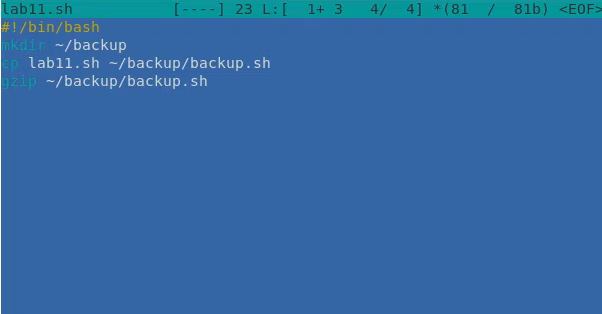 lab11.sh [----] 23 L:[ 1+ 3 4/ 4] *(81 / 81b) <EOF>
#!/bin/bash
mkdir ~/backup
cp lab11.sh ~/backup/backup.sh
gzip ~/backup/backup.sh